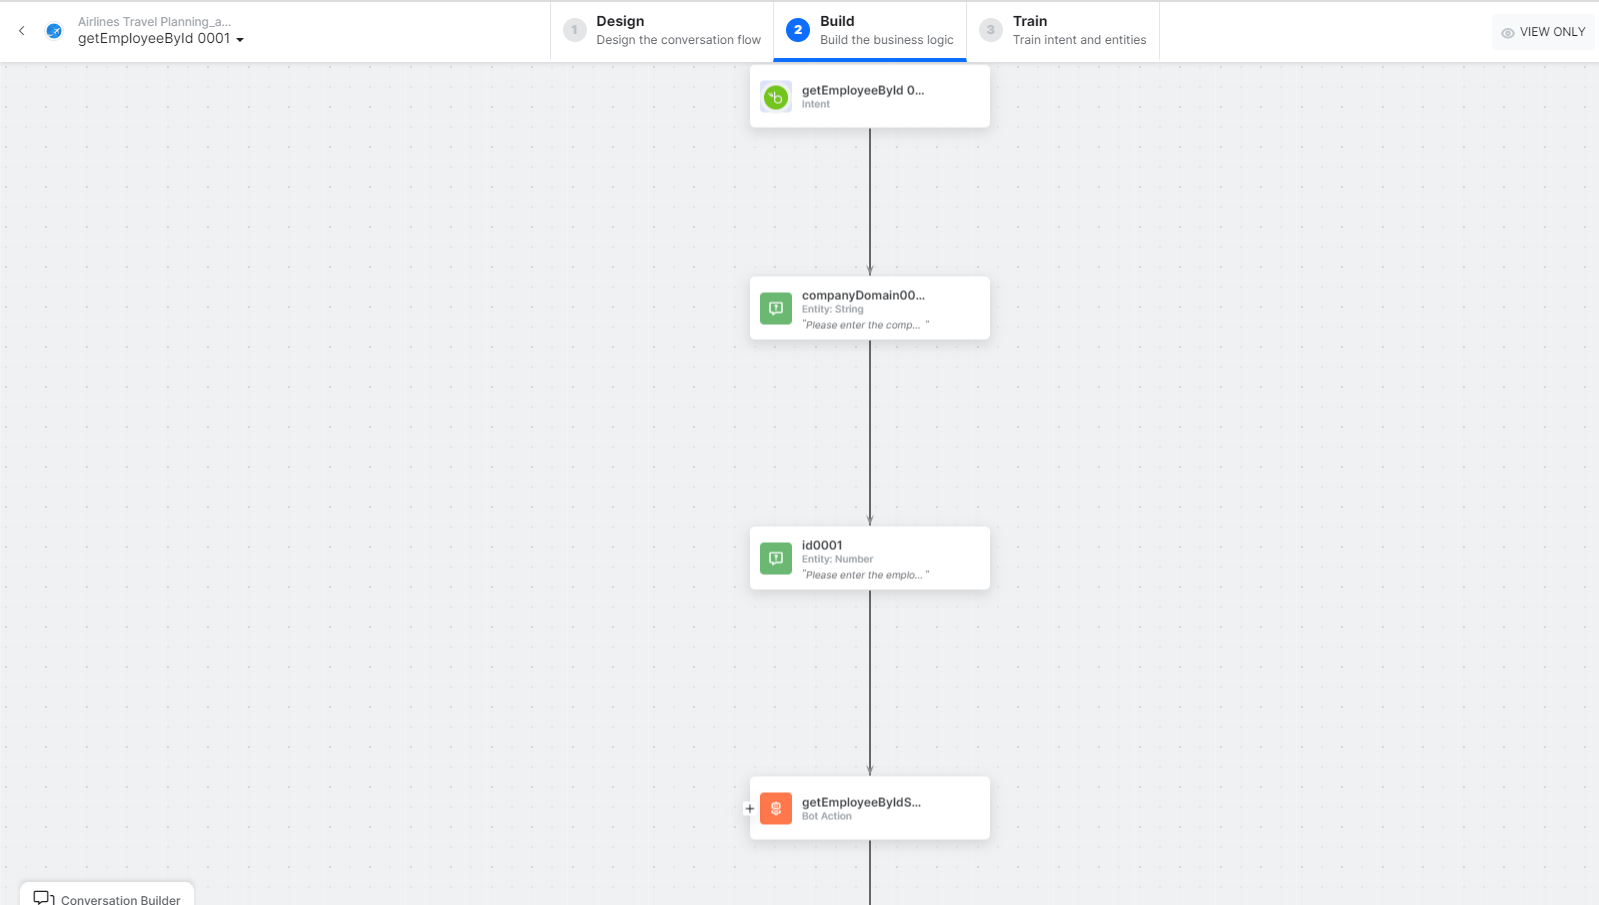 Airlines Travel Planning_a...
getEmployeeById 0001
1
Design
Design the conversation flow
2
Build
Build the business logic
3
Train
Train intent and entities
VIEW ONLY
getEmployeeById 0...
Intent
companyDomain00...
Entity: String
"Please enter the comp... "
id0001
Entity: Number
"Please enter the emplo... "
getEmployeeByIdS...
Bot Action
Conversation Builder